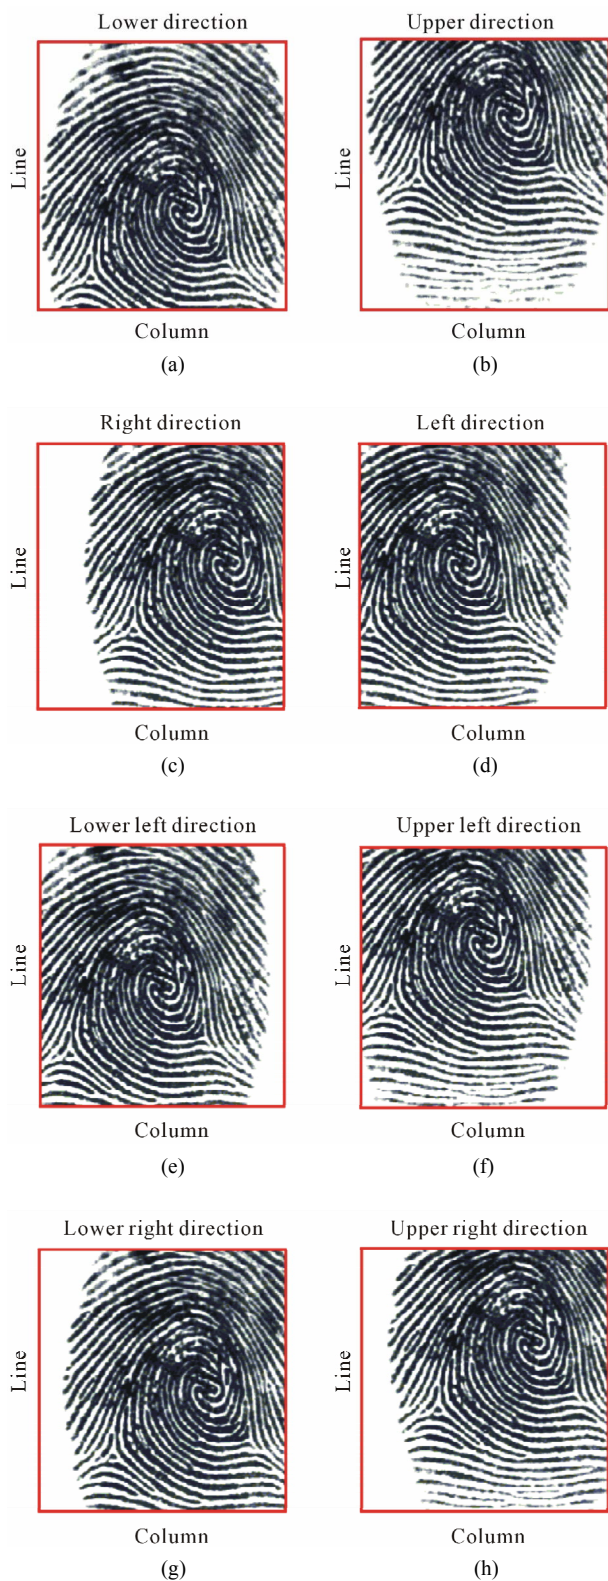 Lower direction
Upper direction
Line
Line
Column
Column
(a)
(b)
Right direction
Left direction
Line
Line
Column
Column
(c)
(d)
Lower left direction
Upper left direction
Line
Line
Column
Column
(e)
(f)
Lower right direction
Upper right direction
Line
Line
Column
Column
(g)
(h)